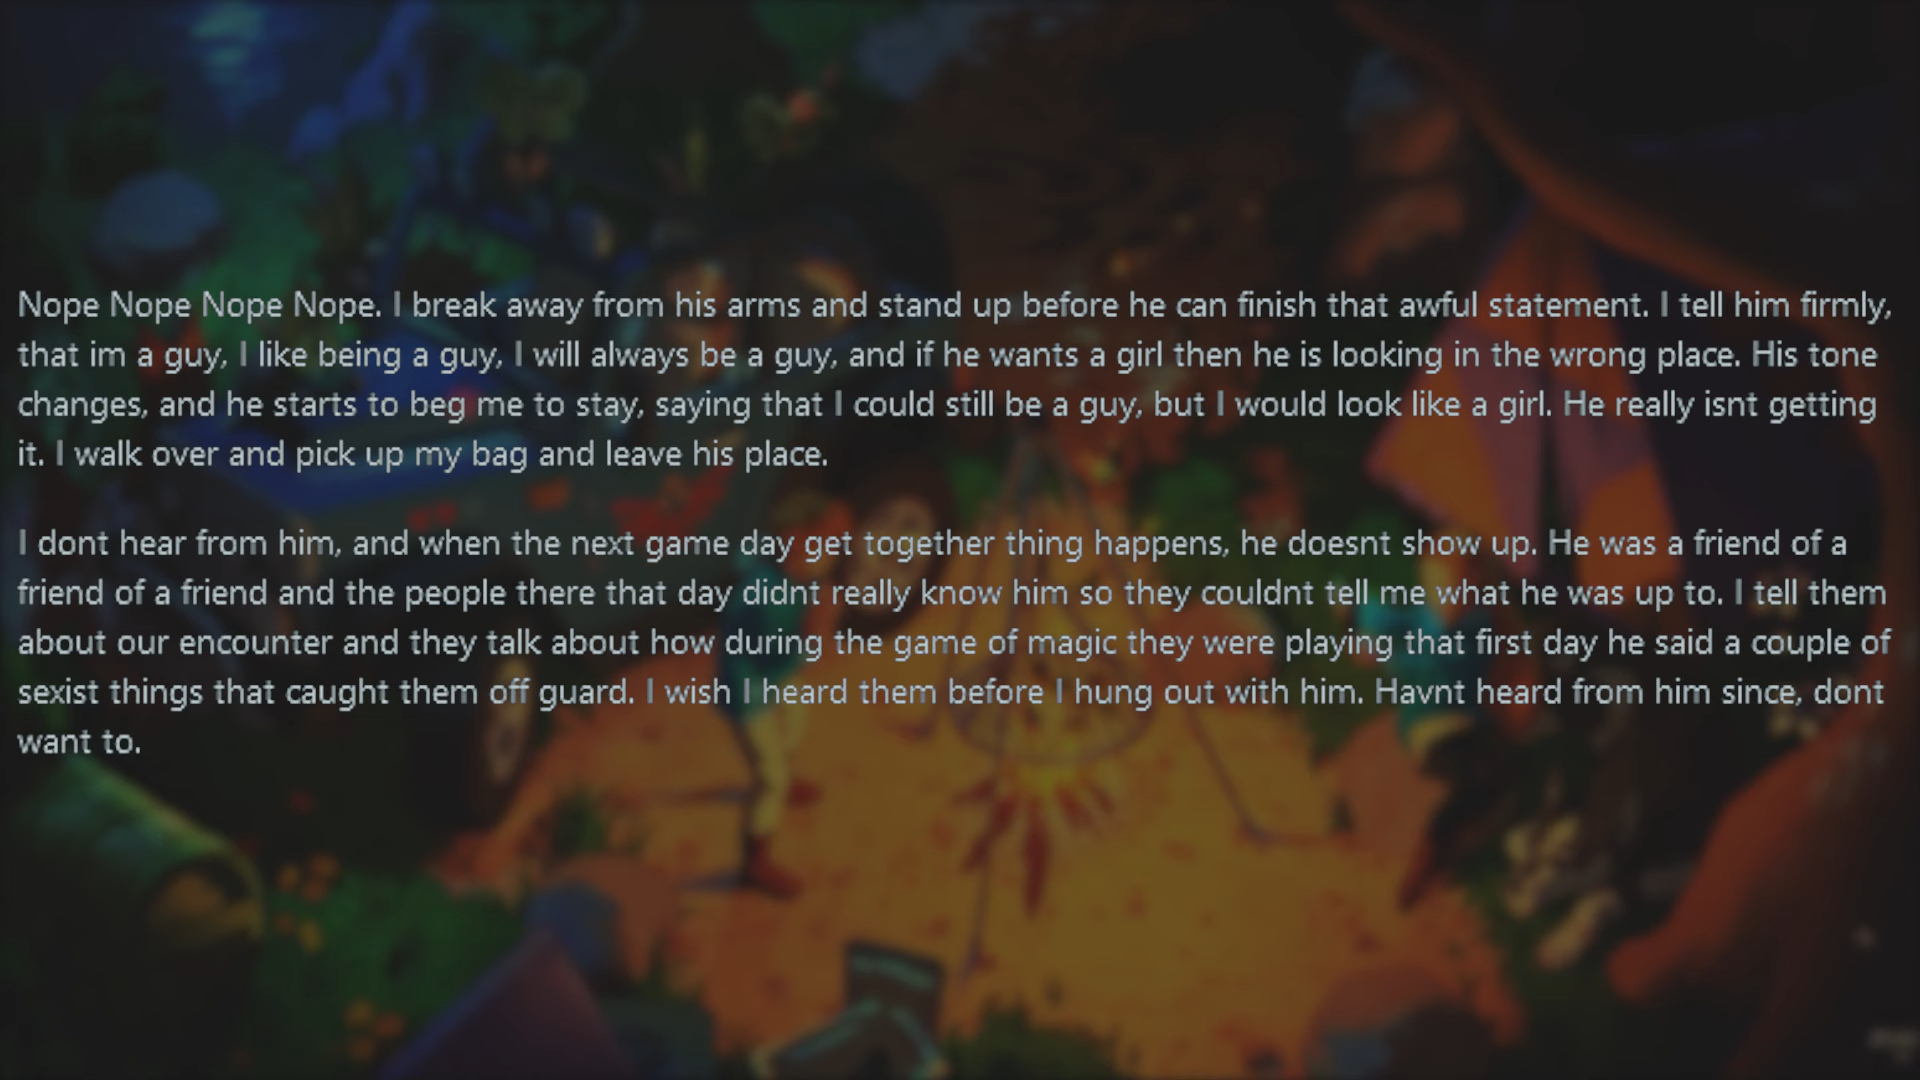 Nope Nope Nope Nope. I break away from his arms and stand up before he can finish that awful statement. I tell him firmly,
that im a guy, I like being a guy, I will always be a guy, and if he wants a girl then he is looking in the wrong place. His tone
changes, and he starts to beg me to stay, saying that I could still be a guy, but I would look like a girl. He really isnt getting
it. I walk over and pick up my bag and leave his place.
I dont hear from him, and when the next game day get together thing happens, he doesnt show up. He was a friend of a
friend of a friend and the people there that day didnt really know him so they couldnt tell me what he was up to. I tell them
about our encounter and they talk about how during the game of magic they were playing that first day he said a couple of
sexist things that caught them off guard. I wish I heard them before I hung out with him. Havnt heard from him since, dont
want to.